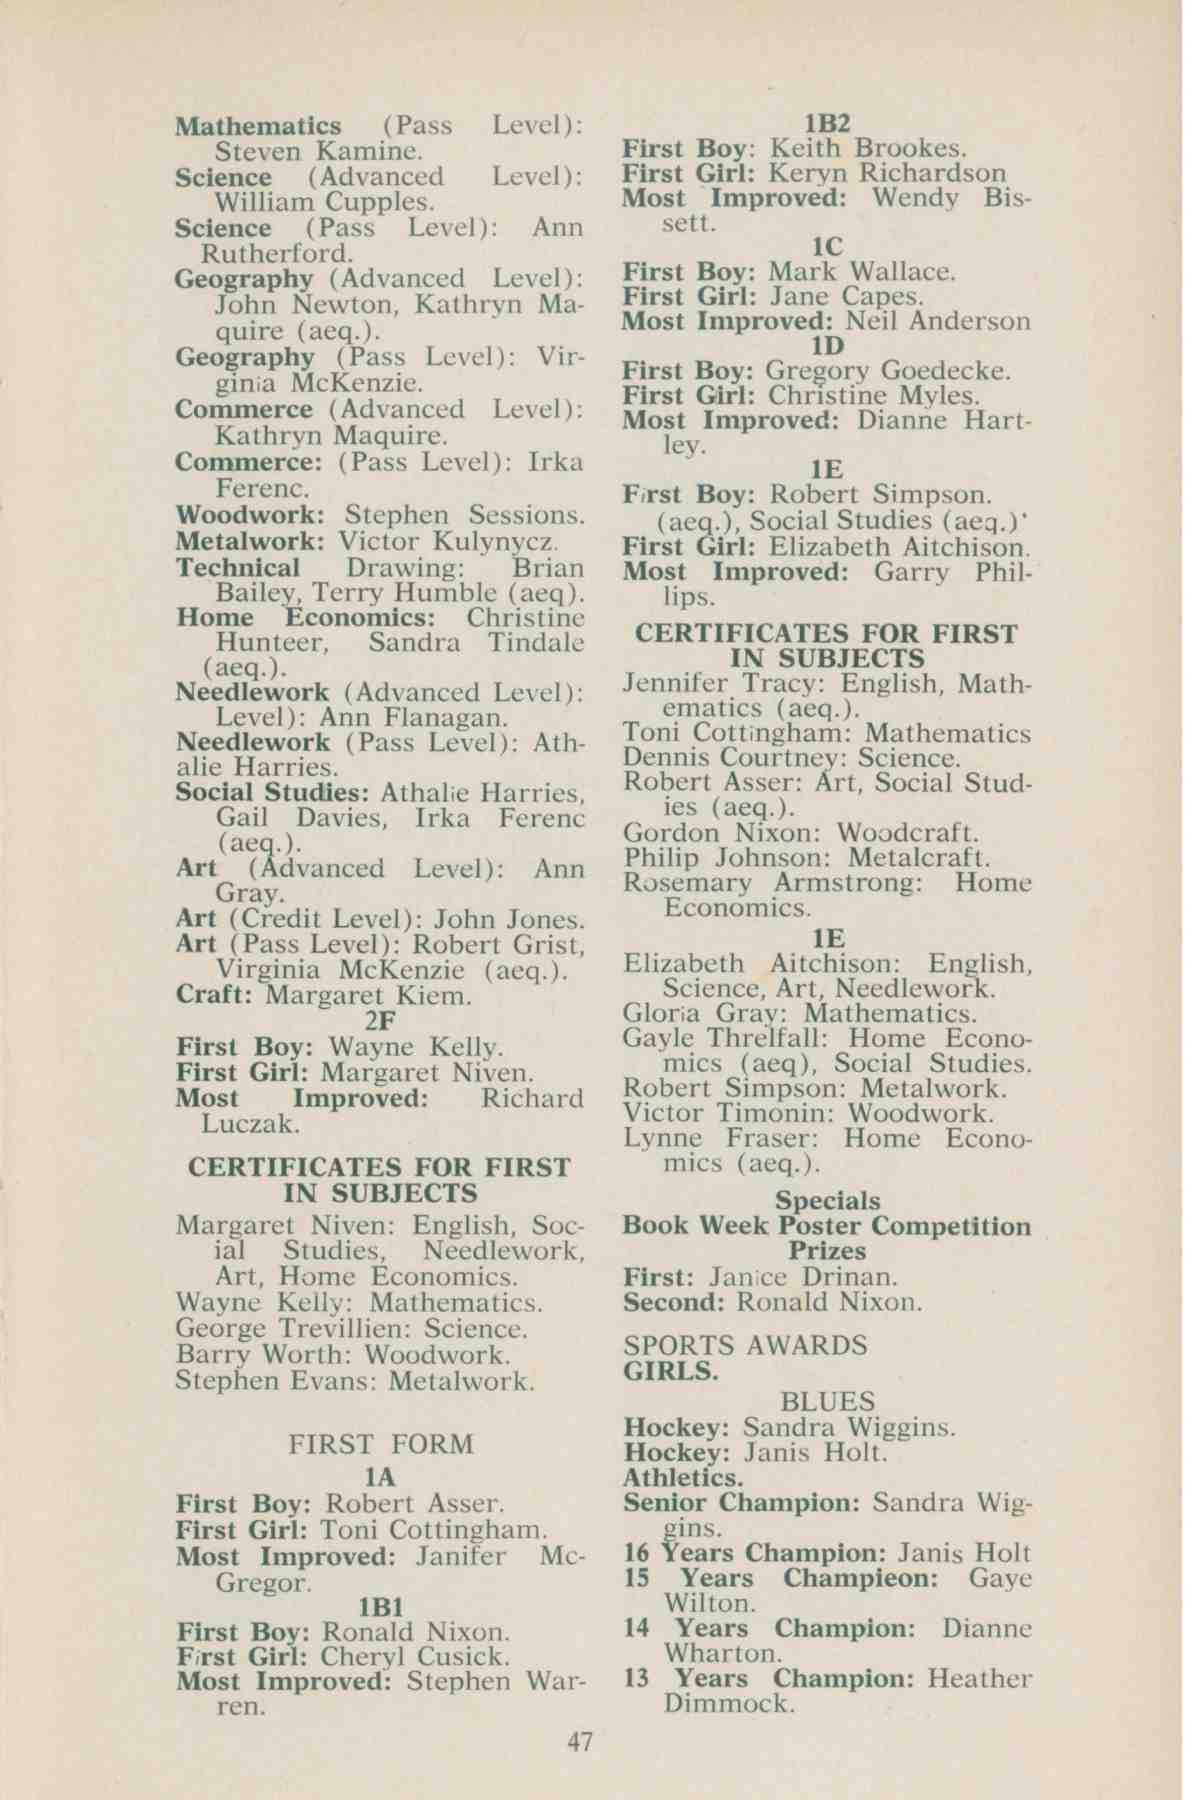 Mathematics (Pass Level):
Steven Kamine.
Science (Advanced Level):
William Cupples.
Science (Pass Level): Ann
Rutherford.
Geography (Advanced Level):
John Newton, Kathryn Ma-
quire (aeq.).
Geography (Pass Level): Vir-
ginia McKenzie.
Commerce (Advanced Level):
Kathryn Maquire.
Commerce: (Pass Level): Irka
Ferenc.
Woodwork: Stephen Sessions.
Metalwork: Victor Kulynycz.
Technical Drawing: Brian
Bailey, Terry Humble (aeq).
Home Economics: Christine
Hunteer, Sandra Tindale
(aeq.).
Needlework (Advanced Level):
Level): Ann Flanagan.
Needlework (Pass Level): Ath-
alie Harries.
Social Studies: Athalie Harries,
Gail Davies, Irka Ferenc
(aeq.).
Art (Advanced Level): Ann
Gray.
Art (Credit Level): John Jones.
Art (Pass Level): Robert Grist,
Virginia McKenzie (aeq.).
Craft: Margaret Kiem.
2F
First Boy: Wayne Kelly.
First Girl: Margaret Niven.
Most Improved: Richard
Luczak.
CERTIFICATES FOR FIRST
IN SUBJECTS
Margaret Niven: English, Soc-
ial Studies, Needlework,
Art, Home Economics.
Wayne Kelly: Mathematics.
George Trevillien: Science.
Barry Worth: Woodwork.
Stephen Evans: Metalwork.
FIRST FORM
1A
First Boy: Robert Asser.
First Girl: Toni Cottingham.
Most Improved: Janifer Mc-
Gregor.
1B1
First Boy: Ronald Nixon.
First Girl: Cheryl Cusick.
Most Improved: Stephen War-
ren.
1B2
First Boy: Keith Brookes.
First Girl: Keryn Richardson
Most Improved: Wendy Bis-
sett.
1C
First Boy: Mark Wallace.
First Girl: Jane Capes.
Most Improved: Neil Anderson
1D
First Boy: Gregory Goedecke.
First Girl: Christine Myles.
Most Improved: Dianne Hart-
ley.
1E
First Boy: Robert Simpson.
(aeq.), Social Studies (aeq.)'
First Girl: Elizabeth Aitchison.
Most Improved: Garry Phil-
lips.
CERTIFICATES FOR FIRST
IN SUBJECTS
Jennifer Tracy: English, Math-
ematics (aeq.).
Toni Cottingham: Mathematics
Dennis Courtney: Science.
Robert Asser: Art, Social Stud-
ies (aeq.).
Gordon Nixon: Woodcraft.
Philip Johnson: Metalcraft.
Rosemary Armstrong: Home
Economics.
1E
Elizabeth Aitchison: English,
Science, Art, Needlework.
Gloria Gray: Mathematics.
Gayle Threlfall: Home Econo-
mics (aeq), Social Studies.
Robert Simpson: Metalwork.
Victor Timonin: Woodwork.
Lynne Fraser: Home Econo-
mics (aeq.).
Specials
Book Week Poster Competition
Prizes
First: Janice Drinan.
Second: Ronald Nixon.
SPORTS AWARDS
GIRLS.
BLUES
Hockey: Sandra Wiggins.
Hockey: Janis Holt.
Athletics.
Senior Champion: Sandra Wig-
gins.
16 Years Champion: Janis Holt
15 Years Champieon: Gaye
Wilton.
14 Years Champion: Dianne
Wharton.
13 Years Champion: Heather
Dimmock.
47